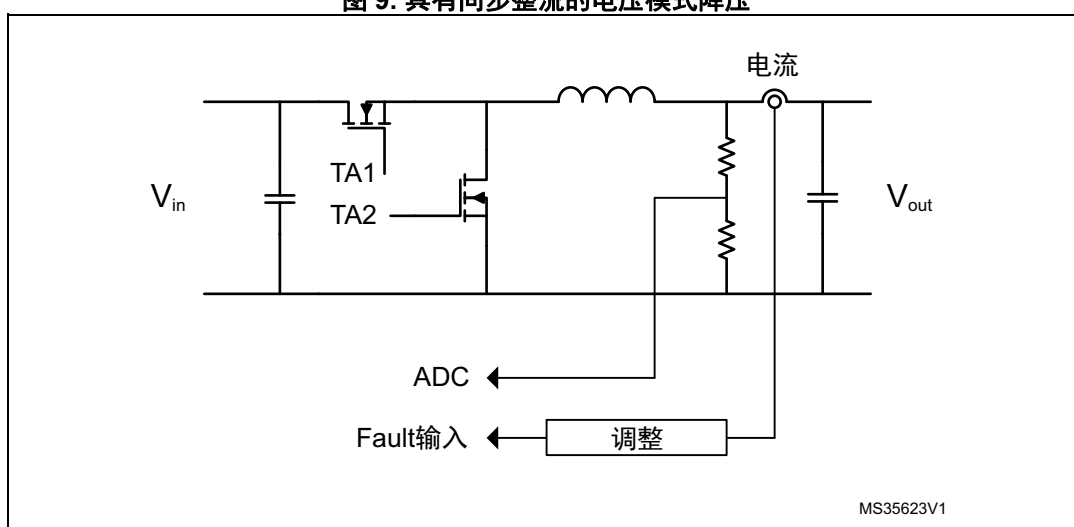 图 9. 具有同步整流的电压模式降压
电流
TA1
Vin
TA2
Vout
ADC
Fault输入
调整
MS35623V1